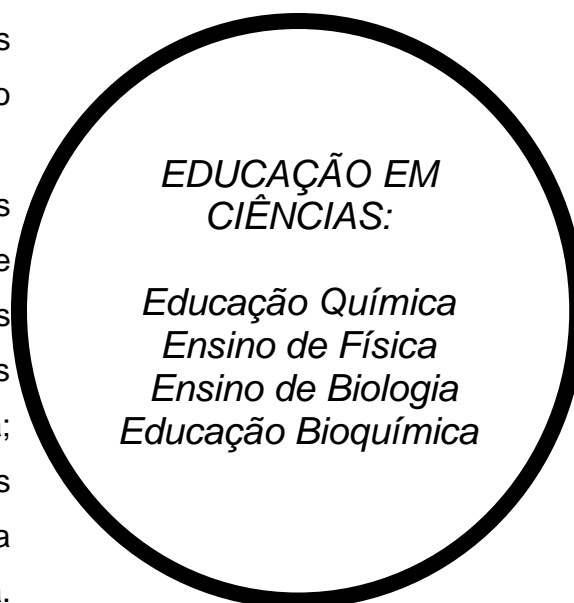 EDUCAÇÃO EM
CIÊNCIAS:
Educação Química
Ensino de Física
Ensino de Biologia
Educação Bioquímica